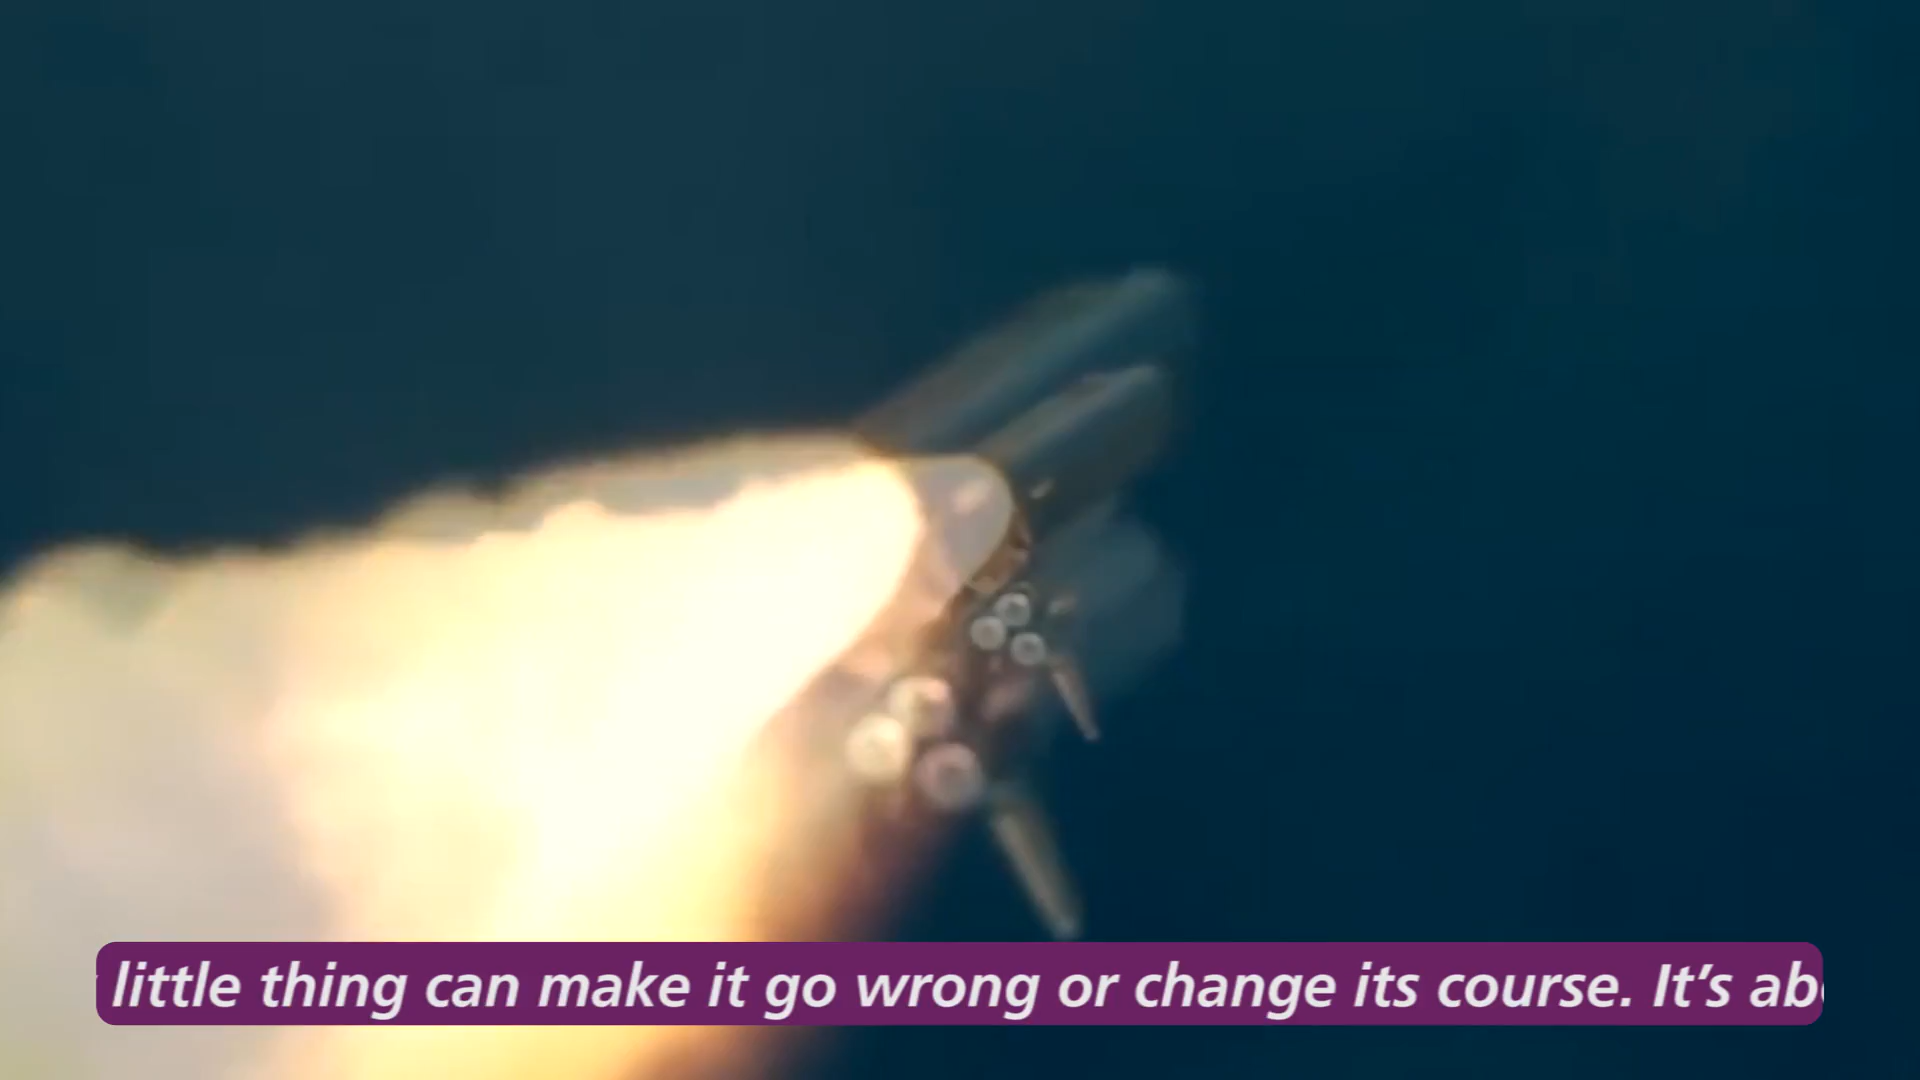 little thing can make it go wrong or change its course. It’s